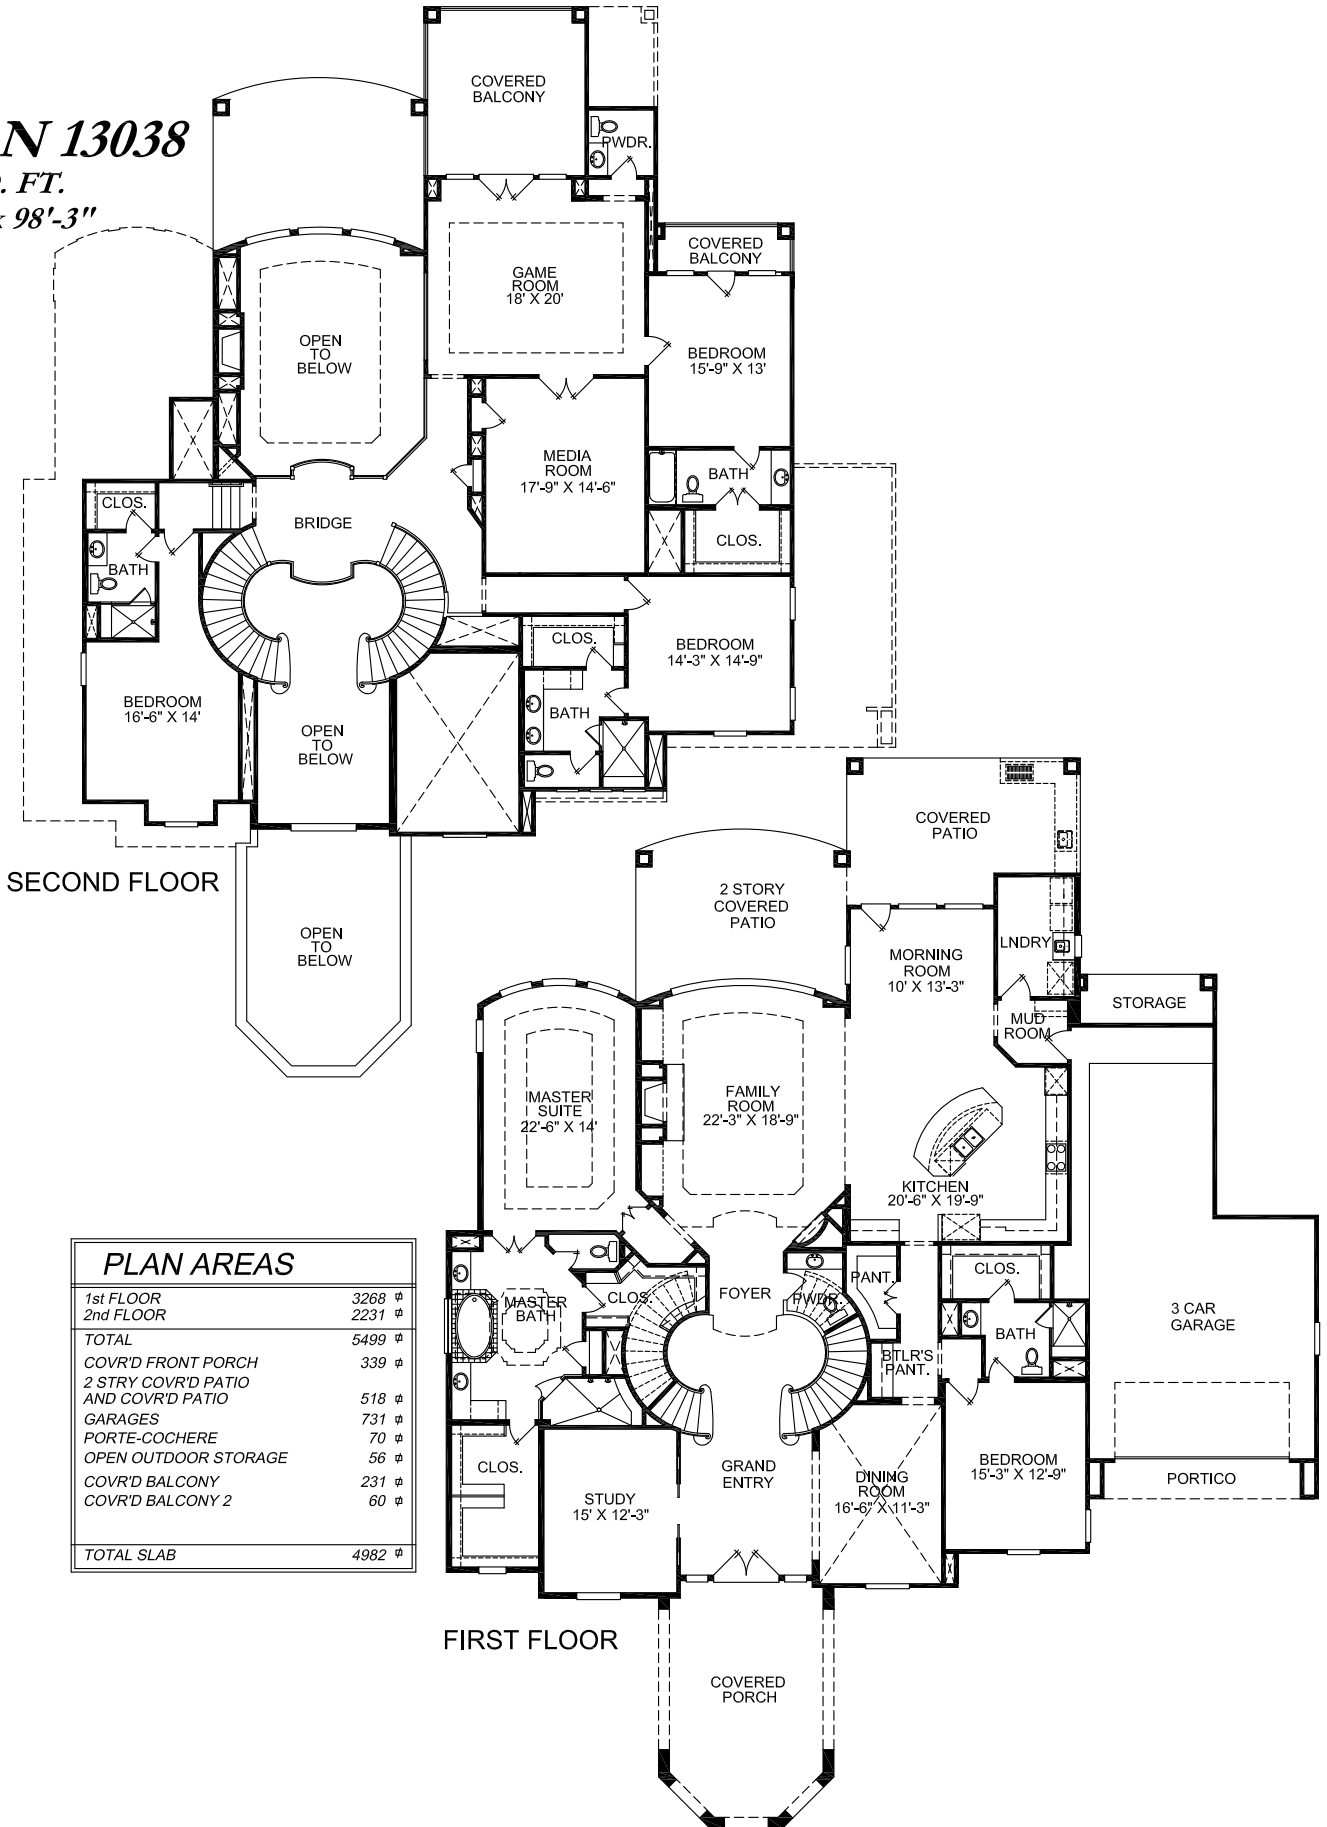 N 13038
. FT.
98'-3"
COVERED
BALCONY
PWDR.
COVERED
BALCONY
GAME
ROOM
18' X 20'
OPEN
TO
BELOW
BEDROOM
15'-9" X 13'
MEDIA
ROOM
17'-9" X 14'-6"
BATH
CLOS.
BRIDGE
CLOS.
BATH
CLOS.
BEDROOM
14'-3" X 14'-9"
BEDROOM
16'-6" X 14'
BATH
OPEN
TO
BELOW
SECOND FLOOR
OPEN
TO
BELOW
COVERED
PATIO
2 STORY
COVERED
PATIO
MORNING
ROOM
10' X 13'-3"
LNDRY
STORAGE
MUD
ROOM
MASTER
SUITE
22'-6" X 14'
FAMILY
ROOM
22'-3" X 18'-9"
KITCHEN
20'-6" X 19'-9"
PLAN AREAS
1st FLOOR 3268 ⏍
2nd FLOOR 2231 ⏍
TOTAL 5499 ⏍
COVR'D FRONT PORCH 339 ⏍
2 STRY COVR'D PATIO
AND COVR'D PATIO 518 ⏍
GARAGES 731 ⏍
PORTE-COCHERE 70 ⏍
OPEN OUTDOOR STORAGE 56 ⏍
COVR'D BALCONY 231 ⏍
COVR'D BALCONY 2 60 ⏍
TOTAL SLAB 4982 ⏍
CLOS.
PANT.
FOYER
CLOS.
PWDR.
MASTER
BATH
3 CAR
GARAGE
BATH
BTLR'S
PANT.
CLOS.
GRAND
ENTRY
DINING
ROOM
16'-6" X 11'-3"
BEDROOM
15'-3" X 12'-9"
PORTICO
STUDY
15' X 12'-3"
FIRST FLOOR
COVERED
PORCH